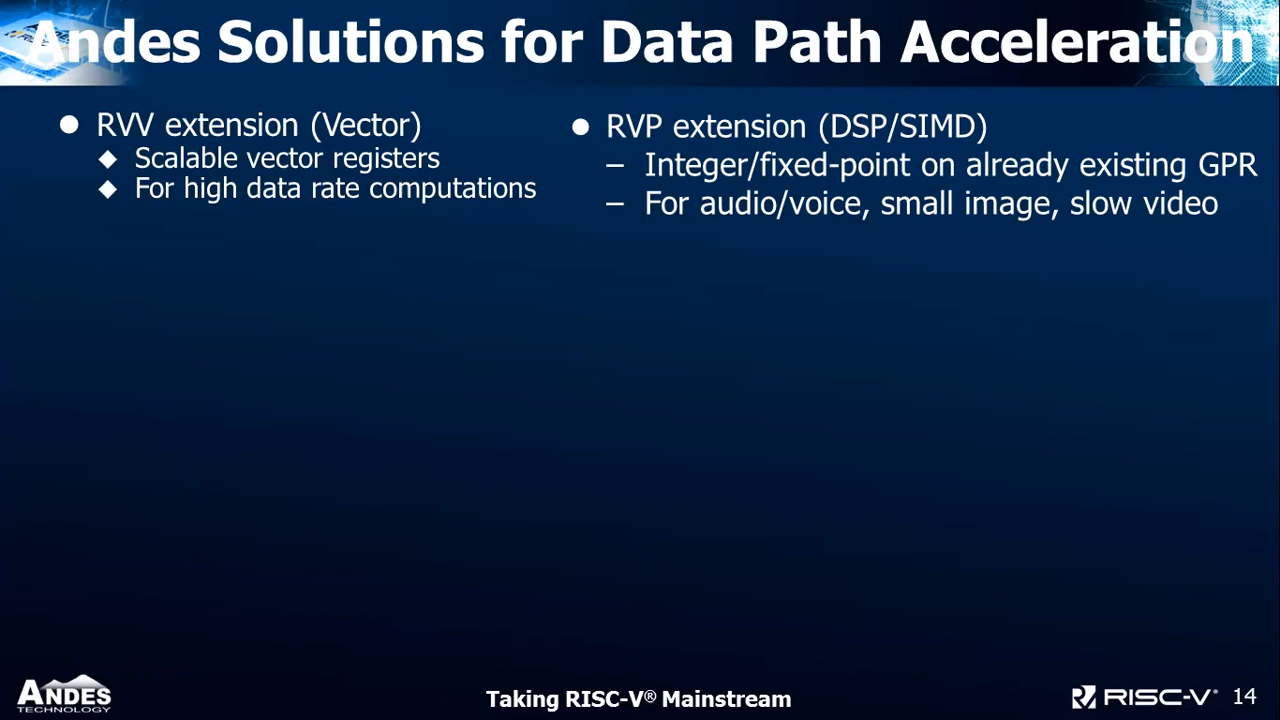 Andes Solutions for Data Path Acceleration
● RVV extension (Vector)
◆ Scalable vector registers
◆ For high data rate computations
● RVP extension (DSP/SIMD)
– Integer/fixed-point on already existing GPR
– For audio/voice, small image, slow video
ANDES
TECHNOLOGY
Taking RISC-V® Mainstream
RISC-V®
14